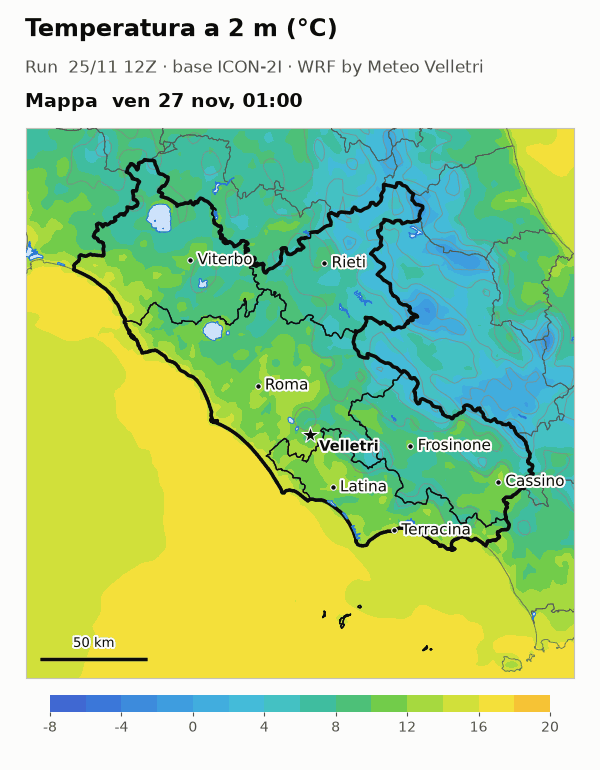 Temperatura a 2 m (°C)
Run  25/11 12Z · base ICON-2I · WRF by Meteo Velletri
Mappa  ven 27 nov, 01:00
Viterbo
Rieti
Roma
Velletri
Frosinone
Latina
Cassino
Terracina
50 km
-8 -4 0 4 8 12 16 20